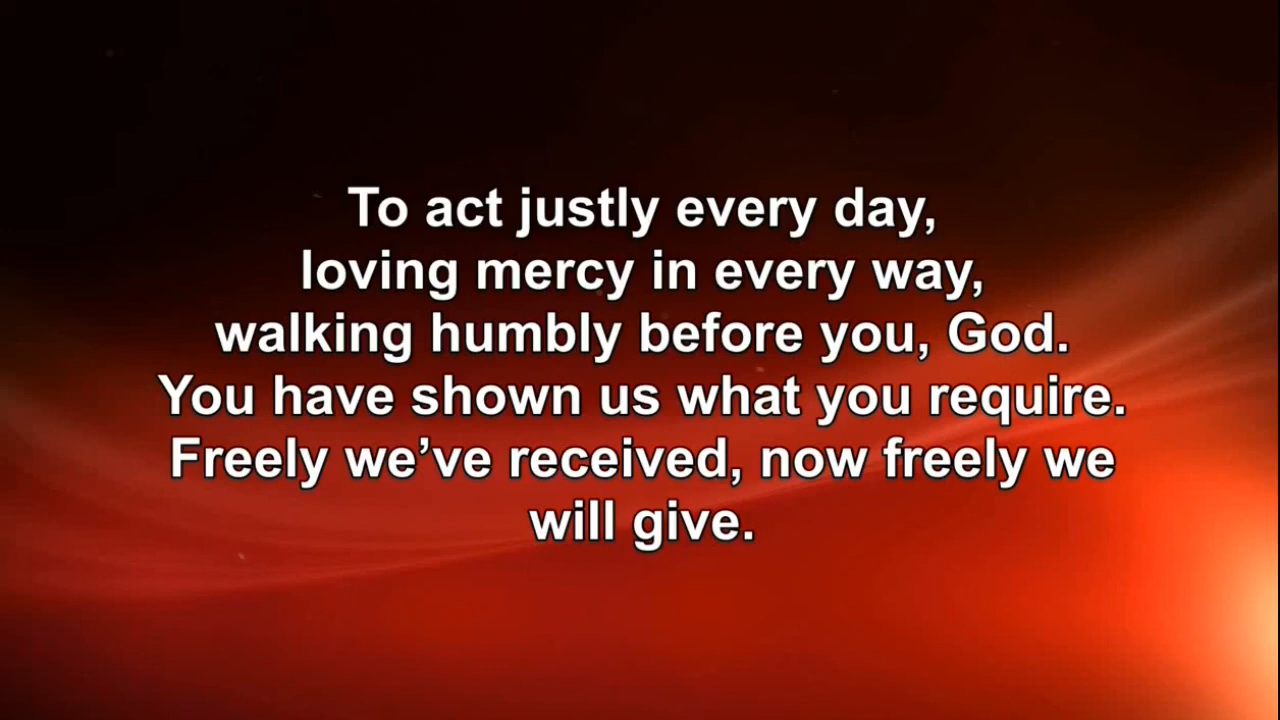 To act justly every day,
loving mercy in every way,
walking humbly before you, God.
You have shown us what you require.
Freely we’ve received, now freely we
will give.